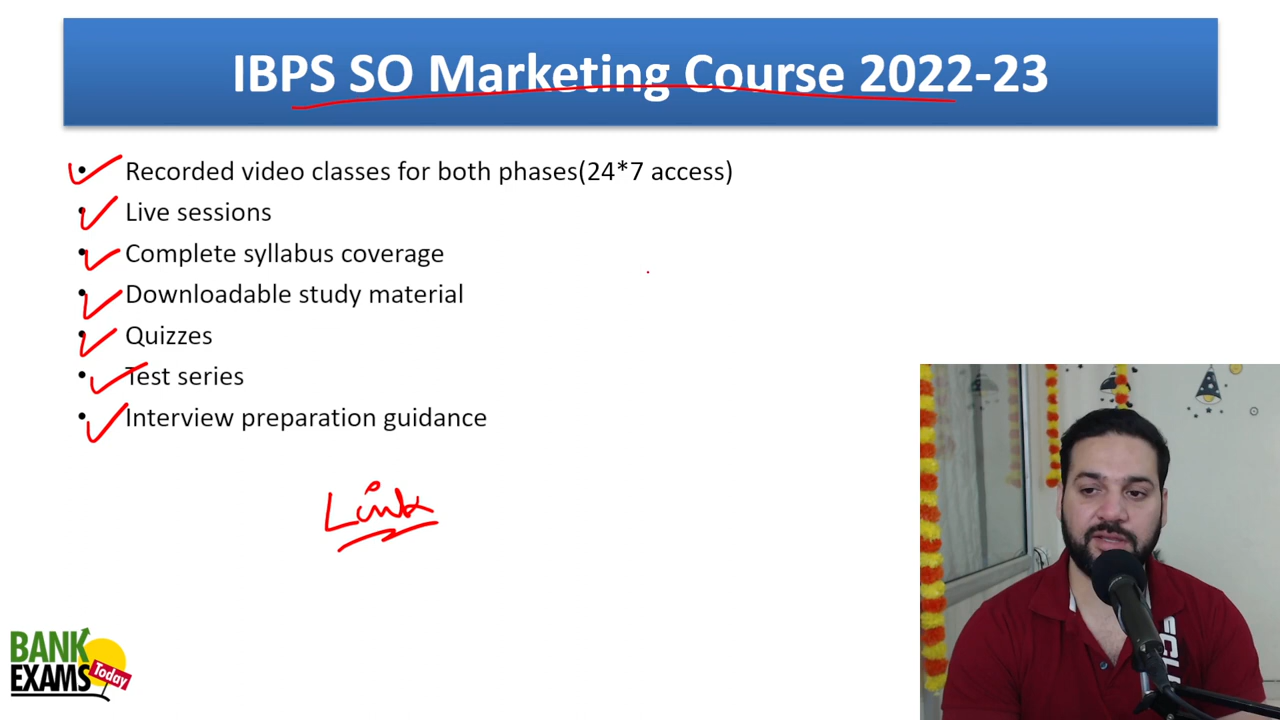 IBPS SO Marketing Course 2022-23
• Recorded video classes for both phases(24*7 access)
• Live sessions
• Complete syllabus coverage
• Downloadable study material
• Quizzes
• Test series
• Interview preparation guidance
Link
BANK
EXAMS Today